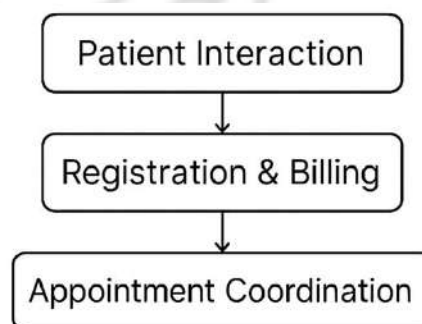 Patient Interaction
Registration & Billing
Appointment Coordination